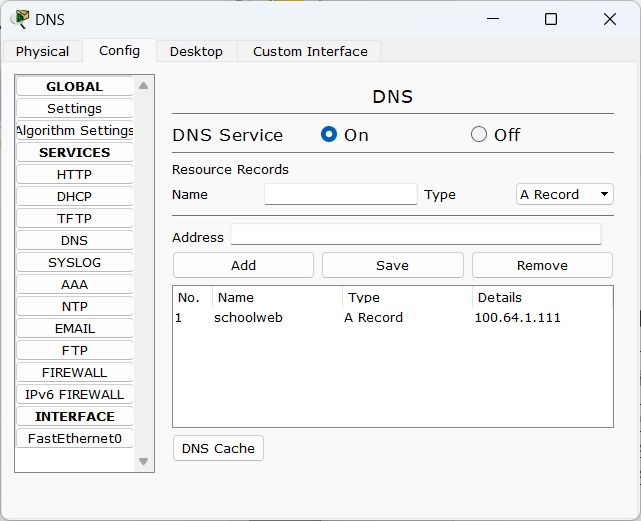 DNS
Physical Config Desktop Custom Interface
GLOBAL
Settings
Algorithm Settings
SERVICES
HTTP
DHCP
TFTP
DNS
SYSLOG
AAA
NTP
EMAIL
FTP
FIREWALL
IPv6 FIREWALL
INTERFACE
FastEthernet0
DNS
DNS Service On Off
Resource Records
Name Type A Record
Address
Add Save Remove
No. Name Type Details
1 schoolweb A Record 100.64.1.111
DNS Cache